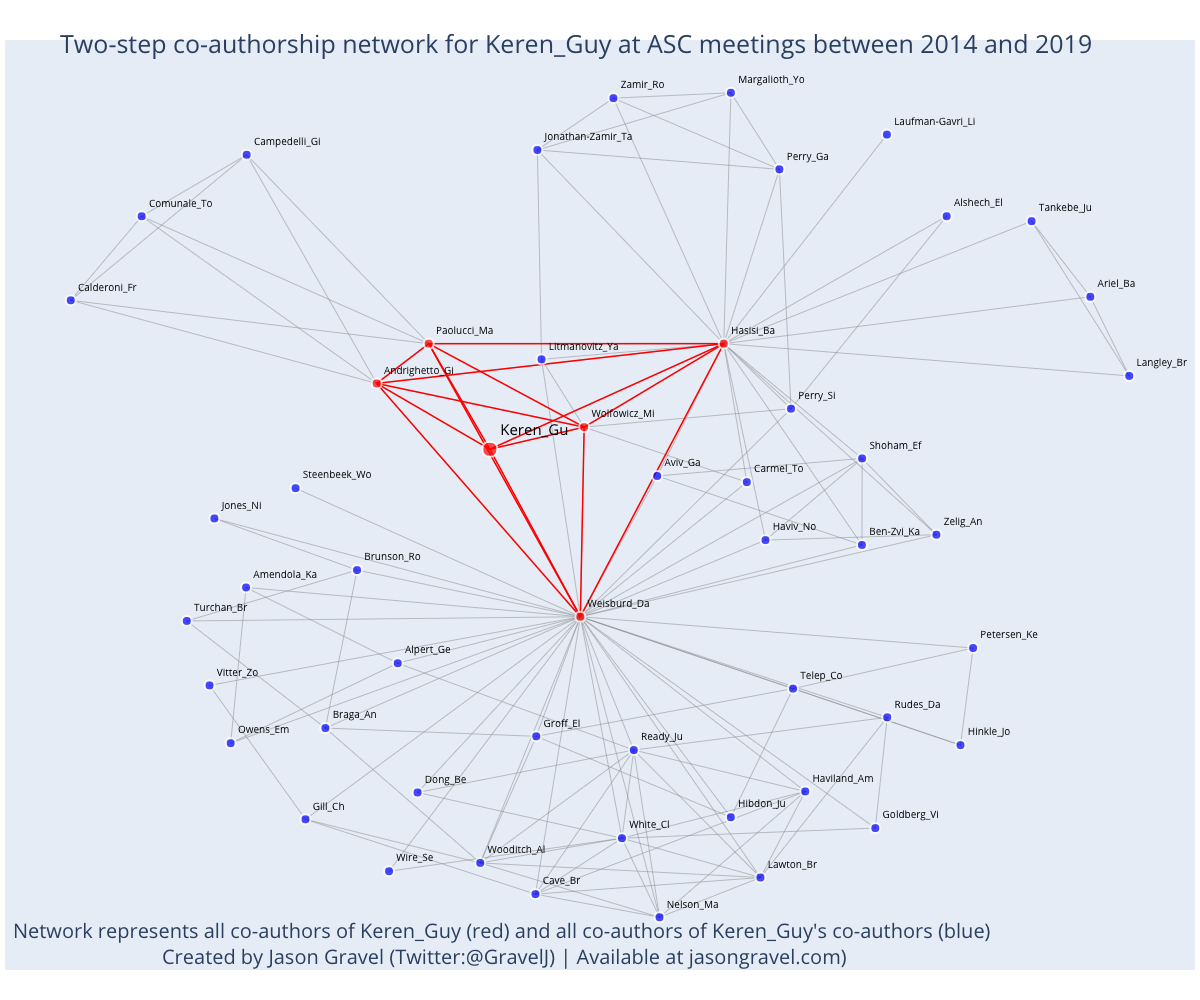 Two-step co-authorship network for Keren_Guy at ASC meetings between 2014 and 2019
Zamir_Ro
Margalioth_Yo
Laufman-Gavri_Li
Jonathan-Zamir_Ta
Campedelli_Gi
Perry_Ga
Comunale_To
Alshech_El
Tankebe_Ju
Calderoni_Fr
Ariel_Ba
Paolucci_Ma
Hasisi_Ba
Litmanovitz_Ya
Langley_Br
Andrighetto_Gi
Perry_Si
Wolfowicz_Mi
Keren_Gu
Shoham_Ef
Aviv_Ga
Carmel_To
Steenbeek_Wo
Jones_Ni
Zelig_An
Haviv_No
Ben-Zvi_Ka
Brunson_Ro
Amendola_Ka
Turchan_Br
Weisburd_Da
Petersen_Ke
Alpert_Ge
Vitter_Zo
Telep_Co
Rudes_Da
Braga_An
Owens_Em
Groff_El
Hinkle_Jo
Ready_Ju
Dong_Be
Haviland_Am
Gill_Ch
Hibdon_Ju
Goldberg_Vi
White_Cl
Wire_Se
Wooditch_Al
Lawton_Br
Cave_Br
Nelson_Ma
Network represents all co-authors of Keren_Guy (red) and all co-authors of Keren_Guy's co-authors (blue)
Created by Jason Gravel (Twitter:@GravelJ) | Available at jasongravel.com)